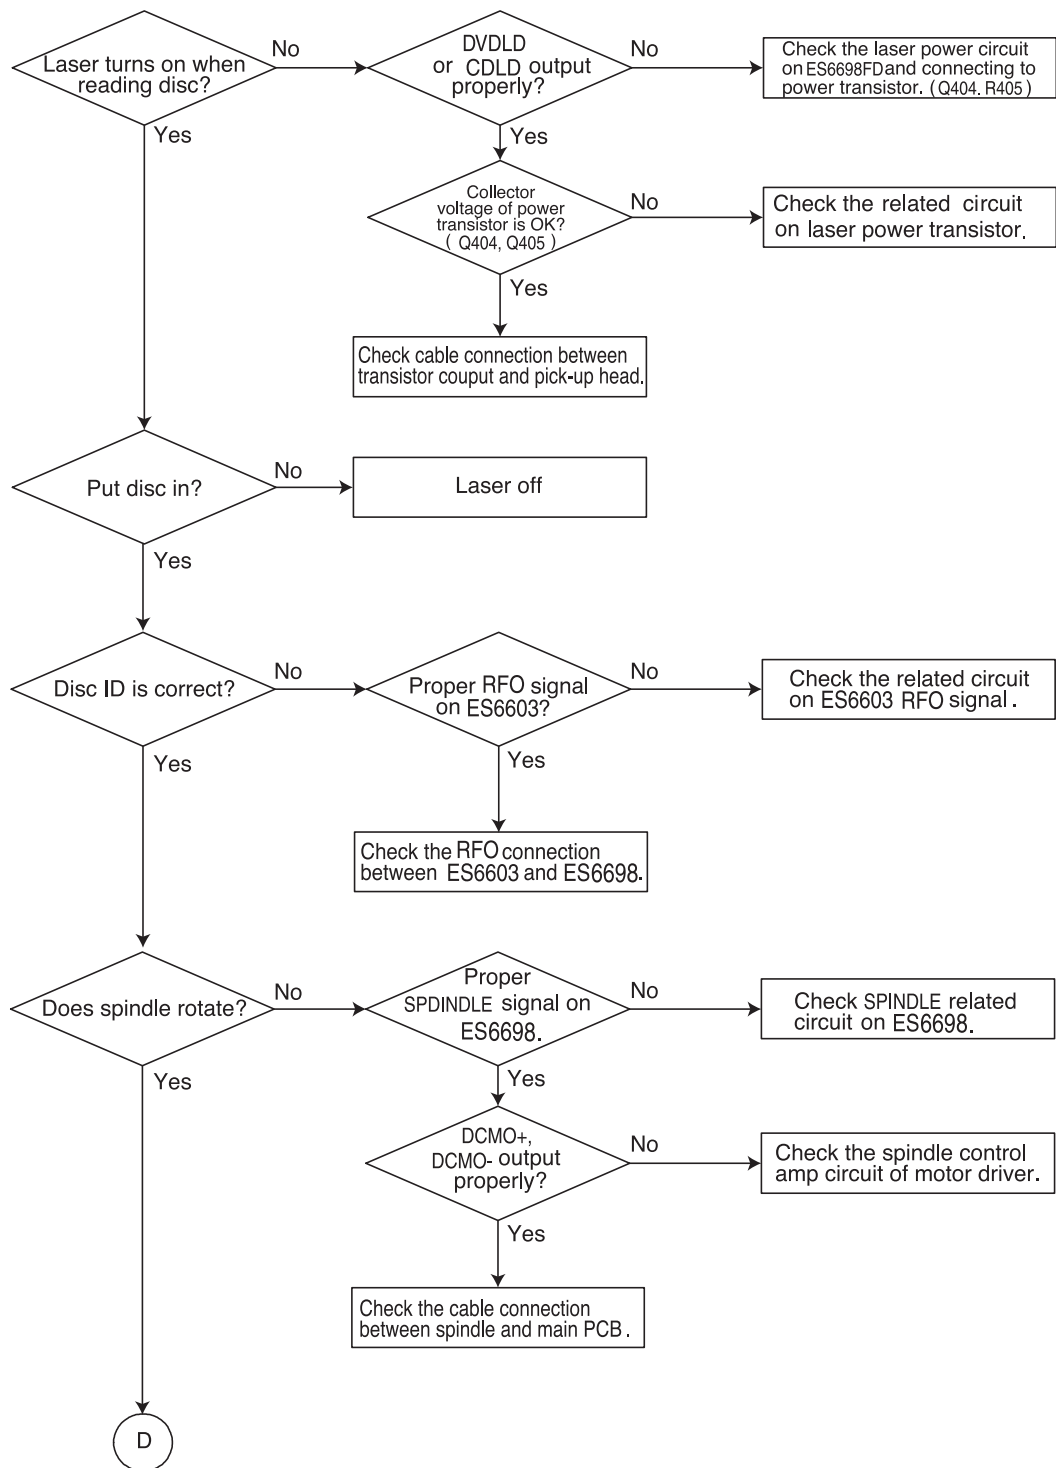 Laser turns on when
reading disc?
No
DVDLD
or CDLD output
properly?
No
Check the laser power circuit
on ES6698FD and connecting to
power transistor. (Q404. R405)
Yes
Yes
Collector
voltage of power
transistor is OK?
( Q404, Q405 )
No
Check the related circuit
on laser power transistor.
Yes
Check cable connection between
transistor couput and pick-up head.
Put disc in?
No
Laser off
Yes
Disc ID is correct?
No
Proper RFO signal
on ES6603?
No
Check the related circuit
on ES6603 RFO signal.
Yes
Yes
Check the RFO connection
between ES6603 and ES6698.
Does spindle rotate?
No
Proper
SPDINDLE signal on
ES6698.
No
Check SPINDLE related
circuit on ES6698.
Yes
Yes
DCMO+,
DCMO- output
properly?
No
Check the spindle control
amp circuit of motor driver.
Yes
Check the cable connection
between spindle and main PCB.
D